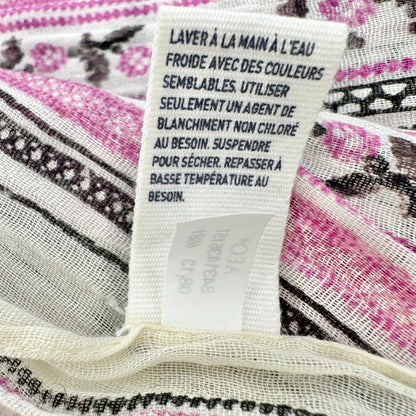 LAVER À LA MAIN À L'EAU
FROIDE AVEC DES COULEURS
SEMBLABLES. UTILISER
SEULEMENT UN AGENT DE
BLANCHIMENT NON CHLORÉ
AU BESOIN. SUSPENDRE
POUR SÉCHER. REPASSER À
BASSE TEMPÉRATURE AU
BESOIN.